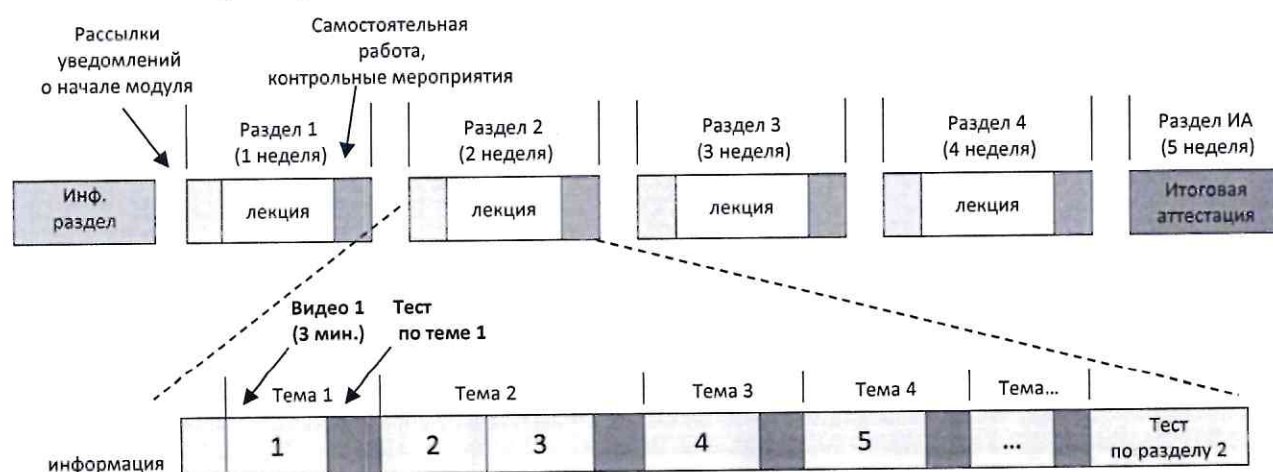 Рассылки
уведомлений
о начале модуля
Самостоятельная
работа,
контрольные мероприятия
Раздел 1
(1 неделя)
Раздел 2
(2 неделя)
Раздел 3
(3 неделя)
Раздел 4
(4 неделя)
Раздел ИА
(5 неделя)
Инф.
раздел
лекция
лекция
лекция
лекция
Итоговая
аттестация
Видео 1
(3 мин.)
Тест
по теме 1
Тема 1
Тема 2
Тема 3
Тема 4
Тема...
информация
1
2
3
4
5
...
Тест
по разделу 2